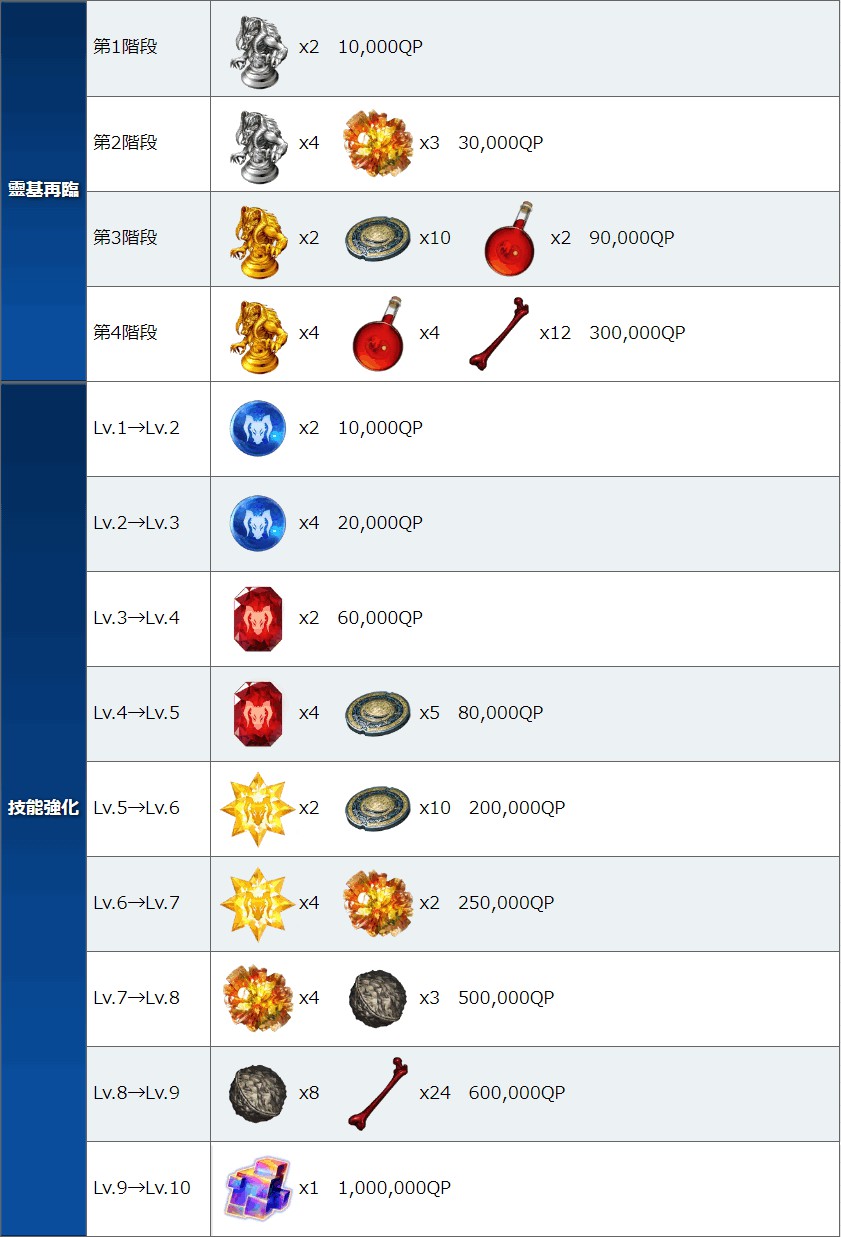 靈基再臨
第1階段 x2 10,000QP
第2階段 x4 x3 30,000QP
第3階段 x2 x10 x2 90,000QP
第4階段 x4 x4 x12 300,000QP
技能強化
Lv.1→Lv.2 x2 10,000QP
Lv.2→Lv.3 x4 20,000QP
Lv.3→Lv.4 x2 60,000QP
Lv.4→Lv.5 x4 x5 80,000QP
Lv.5→Lv.6 x2 x10 200,000QP
Lv.6→Lv.7 x4 x2 250,000QP
Lv.7→Lv.8 x4 x3 500,000QP
Lv.8→Lv.9 x8 x24 600,000QP
Lv.9→Lv.10 x1 1,000,000QP